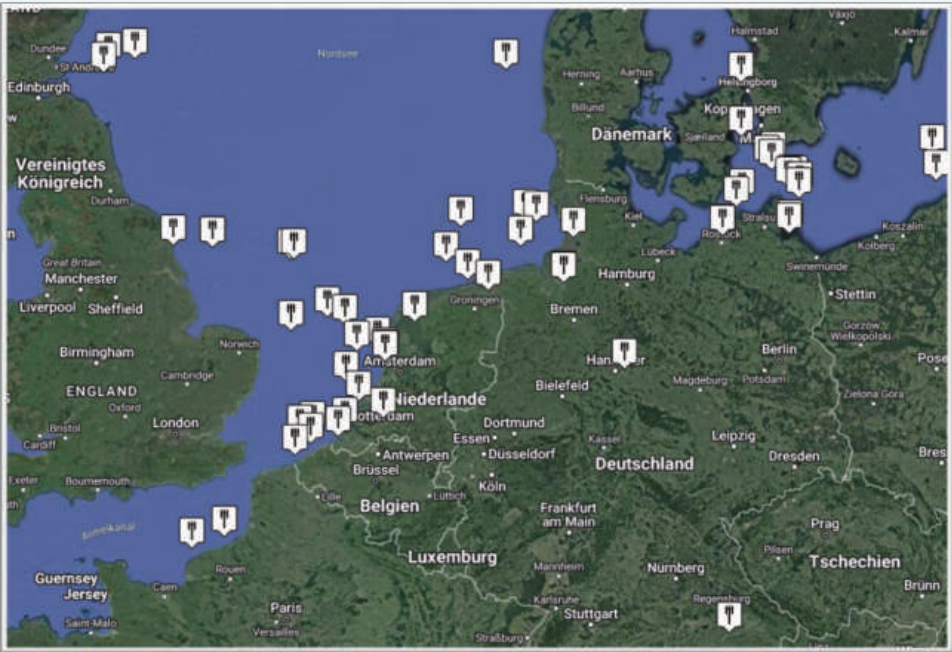 Växjö
Halmstad
Kalmar
Dundee
St Andrews
Nordsee
Herning
Aarhus
Helsingborg
Edinburgh
Billund
Kopenhagen
Dänemark
Sjælland
Vereinigtes
Königreich
Durham
Flensburg
Kiel
Rostock
Koszalin
Kolberg
Great Britain
Lübeck
Swinemünde
Manchester
Hamburg
Groningen
Stettin
Liverpool
Sheffield
Bremen
Gorzów
Wielkopolski
Norwich
Birmingham
Amsterdam
Berlin
Cambridge
Bielefeld
Magdeburg
Potsdam
ENGLAND
Niederlande
Zielona Góra
Oxford
Bristol
London
Dortmund
Cardiff
Essen
Kassel
Leipzig
Antwerpen
Düsseldorf
Dresden
Brüssel
Deutschland
Exeter
Bournemouth
Köln
Lille
Lüttich
Belgien
Frankfurt
am Main
Ärmelkanal
Prag
Pilsen
Luxemburg
Tschechien
Guernsey
Jersey
Rouen
Mannheim
Nürnberg
Caen
Brünn
Karlsruhe
Regensburg
Paris
Saint-Malo
Stuttgart
Versailles
Straßburg